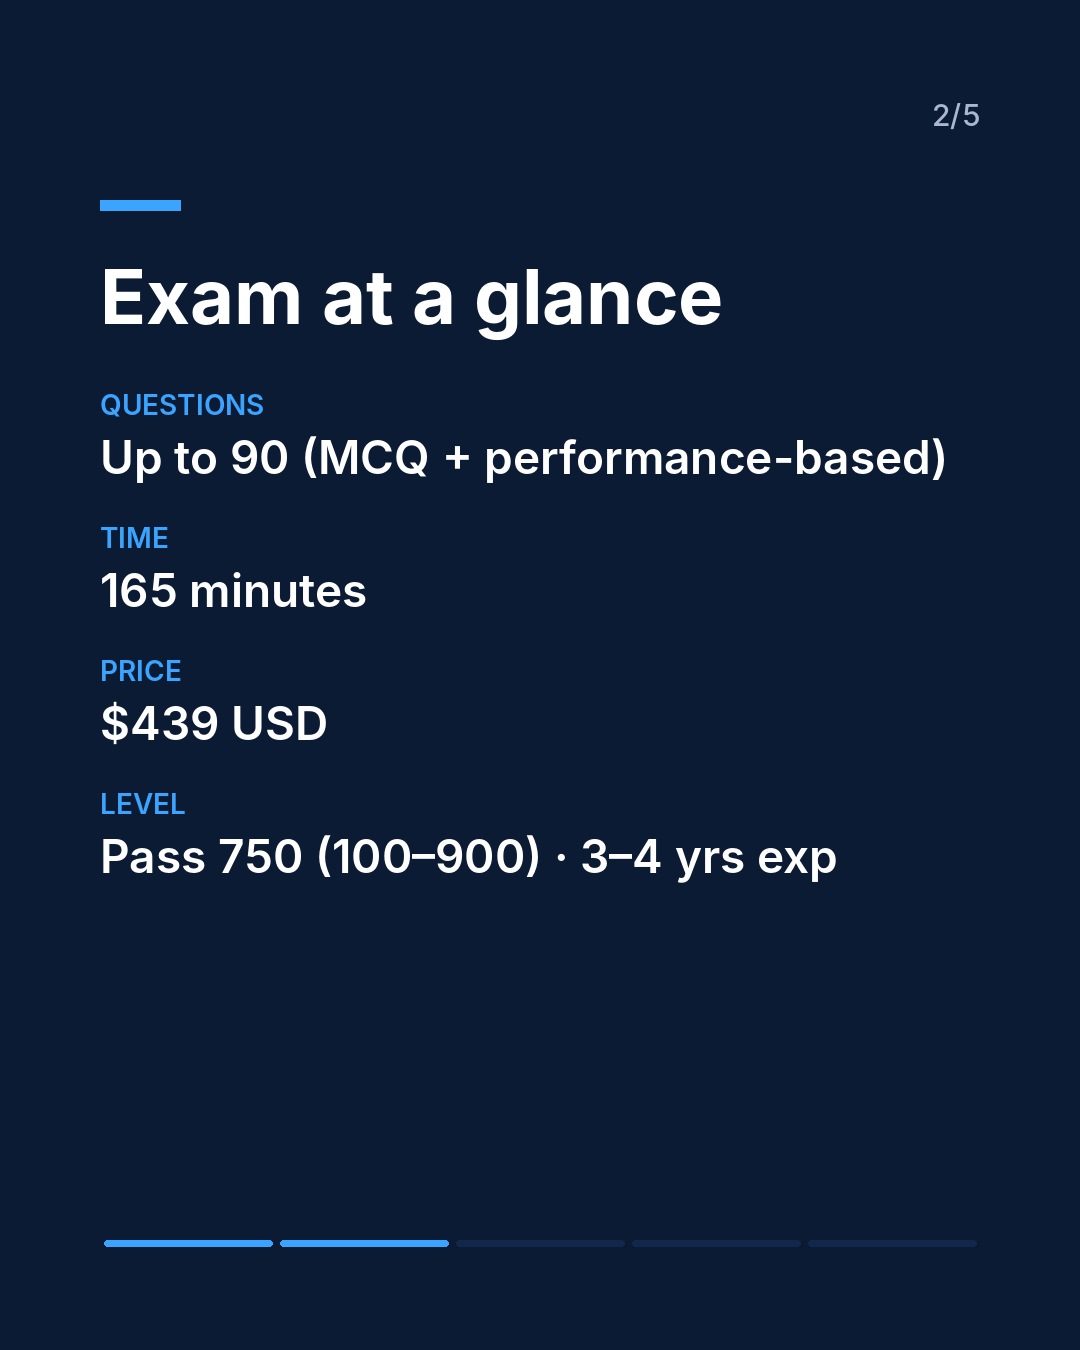 2/5
Exam at a glance
QUESTIONS
Up to 90 (MCQ + performance-based)
TIME
165 minutes
PRICE
$439 USD
LEVEL
Pass 750 (100–900) · 3–4 yrs exp